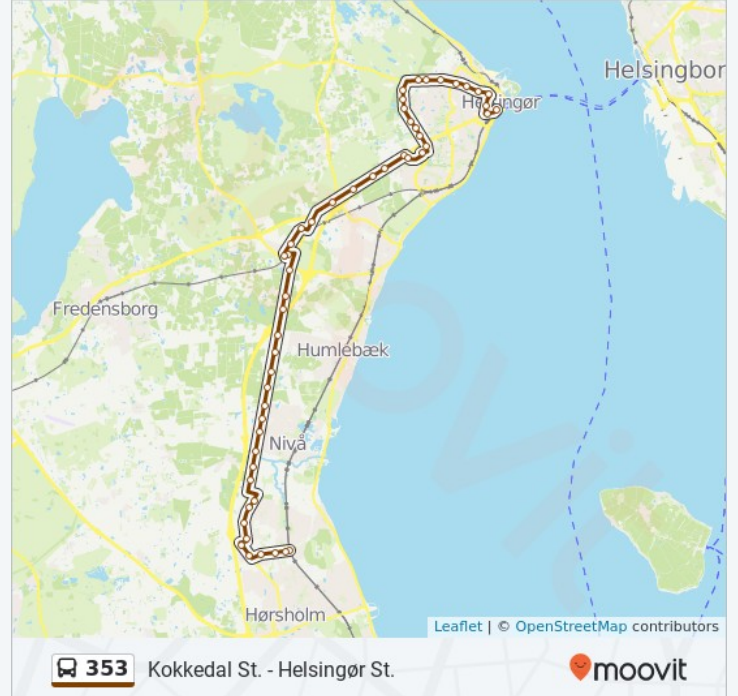 Helsingbor
Helsingør
Fredensborg
Humlebæk
Nivå
Hørsholm
Leaflet | © OpenStreetMap contributors
353 Kokkedal St. - Helsingør St.
moovit